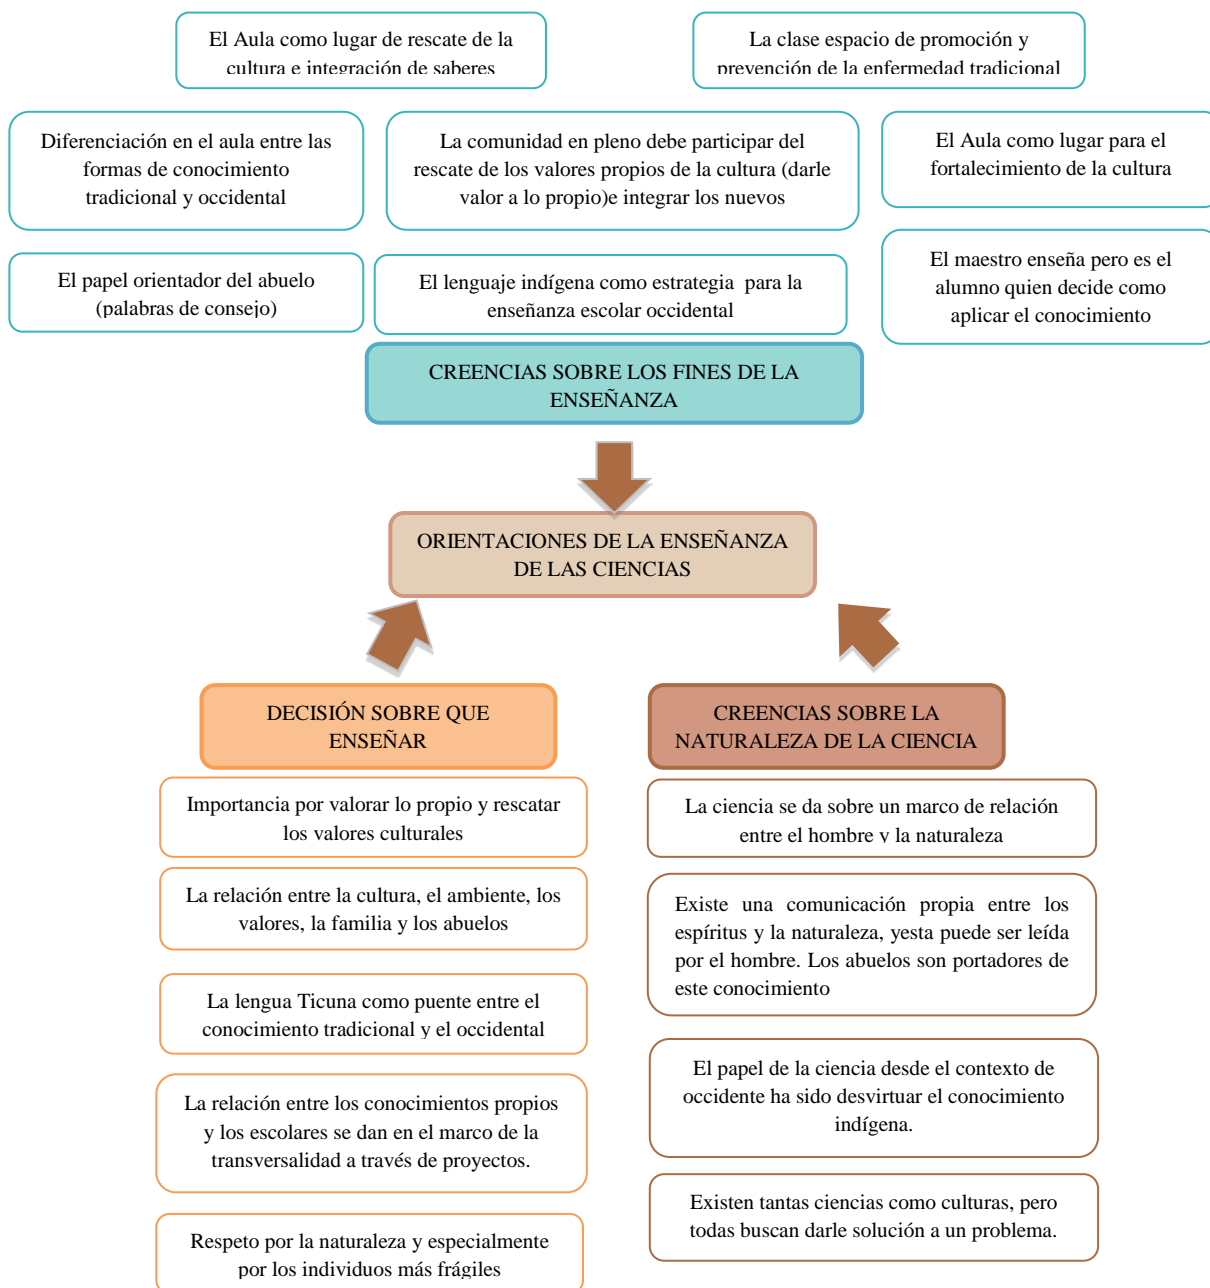 El Aula como lugar de rescate de la
cultura e integración de saberes
La clase espacio de promoción y
prevención de la enfermedad tradicional
Diferenciación en el aula entre las
formas de conocimiento
tradicional y occidental
La comunidad en pleno debe participar del
rescate de los valores propios de la cultura (darle
valor a lo propio)e integrar los nuevos
El Aula como lugar para el
fortalecimiento de la cultura
El papel orientador del abuelo
(palabras de consejo)
El lenguaje indígena como estrategia para la
enseñanza escolar occidental
El maestro enseña pero es el
alumno quien decide como
aplicar el conocimiento
CREENCIAS SOBRE LOS FINES DE LA
ENSEÑANZA
ORIENTACIONES DE LA ENSEÑANZA
DE LAS CIENCIAS
DECISIÓN SOBRE QUE
ENSEÑAR
Importancia por valorar lo propio y rescatar
los valores culturales
La relación entre la cultura, el ambiente, los
valores, la familia y los abuelos
La lengua Ticuna como puente entre el
conocimiento tradicional y el occidental
La relación entre los conocimientos propios
y los escolares se dan en el marco de la
transversalidad a través de proyectos.
Respeto por la naturaleza y especialmente
por los individuos más frágiles
CREENCIAS SOBRE LA
NATURALEZA DE LA CIENCIA
La ciencia se da sobre un marco de relación
entre el hombre y la naturaleza
Existe una comunicación propia entre los
espíritus y la naturaleza, yesta puede ser leída
por el hombre. Los abuelos son portadores de
este conocimiento
El papel de la ciencia desde el contexto de
occidente ha sido desvirtuar el conocimiento
indígena.
Existen tantas ciencias como culturas, pero
todas buscan darle solución a un problema.